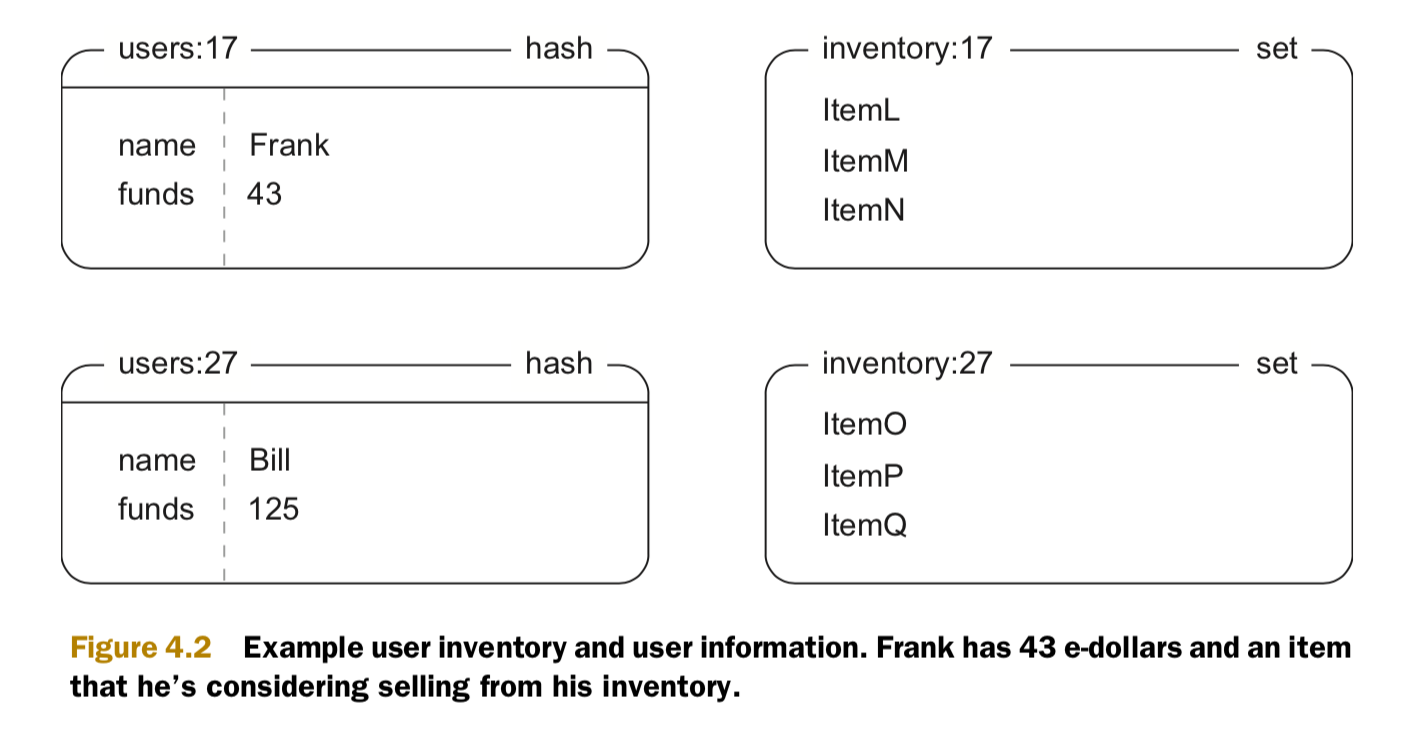 users:17 hash
name Frank
funds 43
inventory:17 set
ItemL
ItemM
ItemN
users:27 hash
name Bill
funds 125
inventory:27 set
ItemO
ItemP
ItemQ
Figure 4.2 Example user inventory and user information. Frank has 43 e-dollars and an item
that he’s considering selling from his inventory.